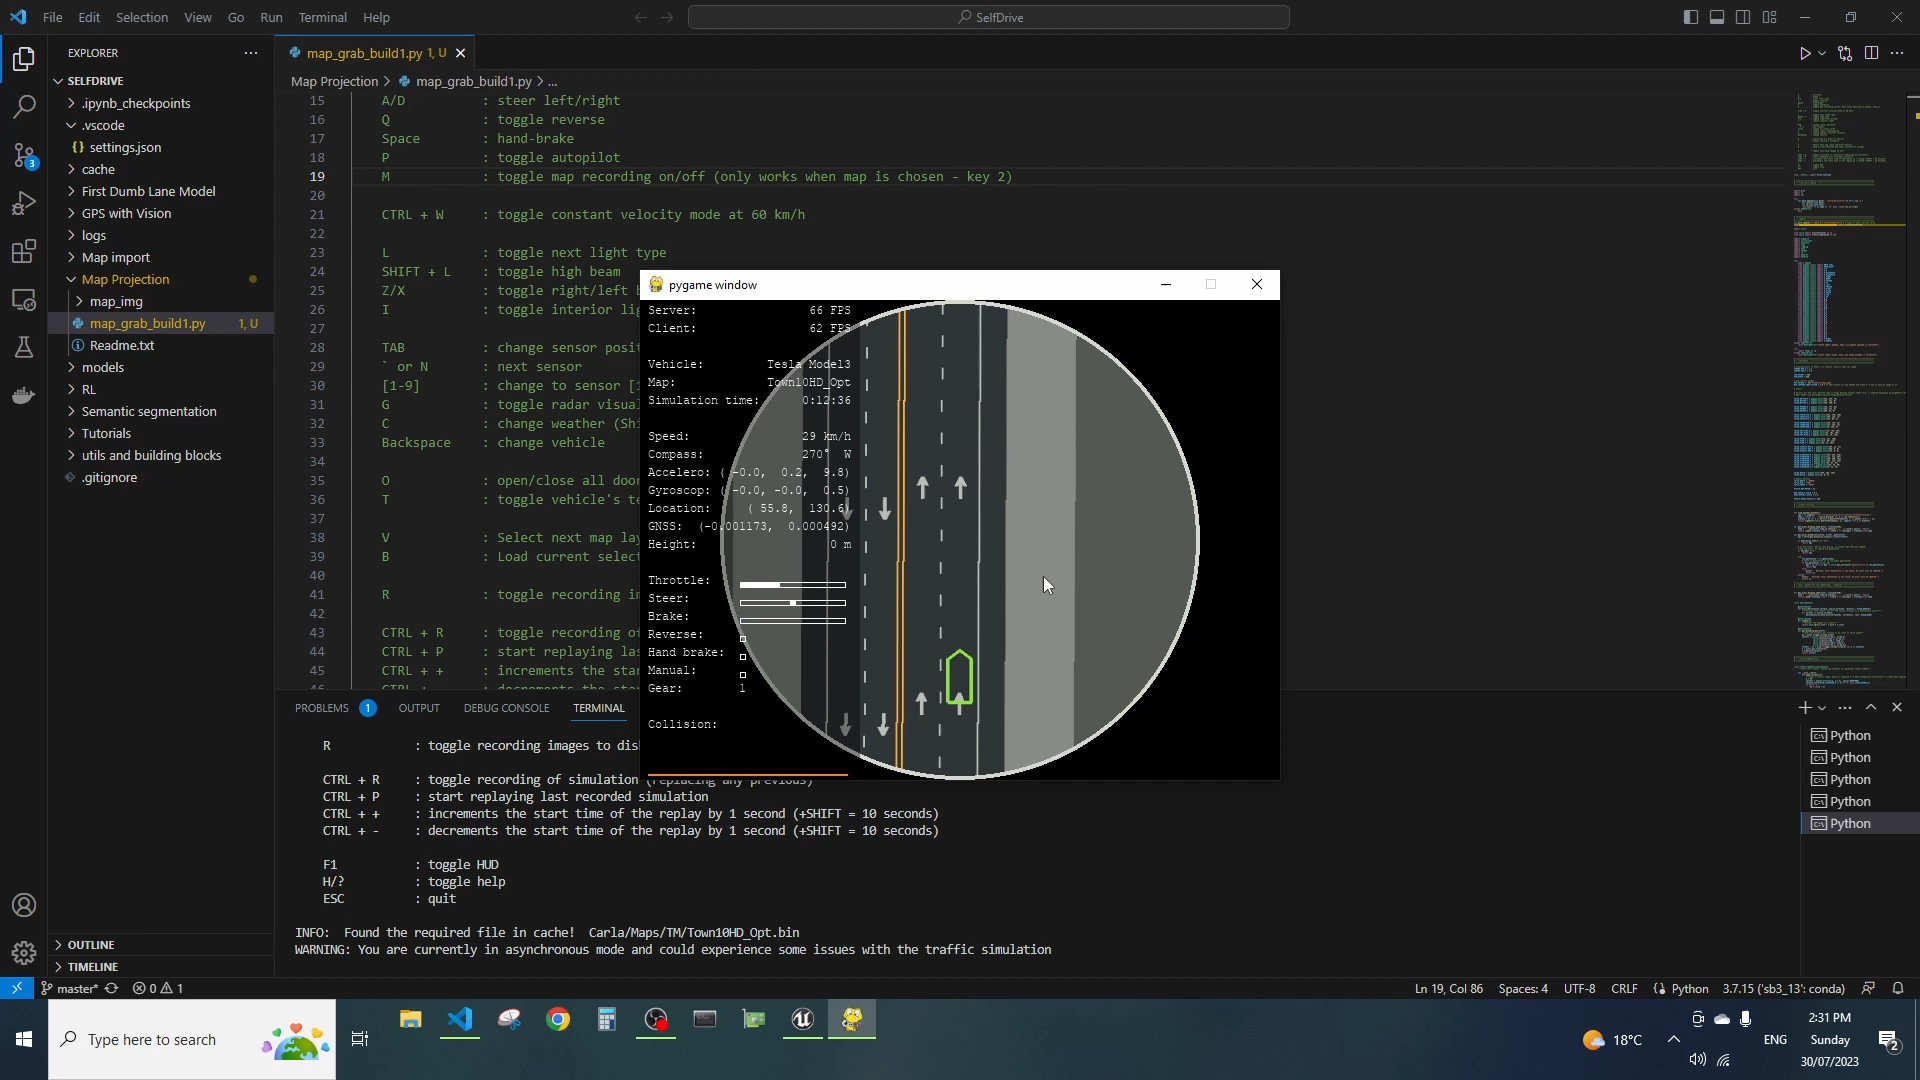 File Edit Selection View Go Run Terminal Help
SelfDrive
EXPLORER
SELFDRIVE
.ipynb_checkpoints
.vscode
settings.json
cache
First Dumb Lane Model
GPS with Vision
logs
Map import
Map Projection
map_img
map_grab_build1.py 1, U
Readme.txt
models
RL
Semantic segmentation
Tutorials
utils and building blocks
.gitignore
OUTLINE
TIMELINE
map_grab_build1.py 1, U
Map Projection > map_grab_build1.py > ...
15 A/D : steer left/right
16 Q : toggle reverse
17 Space : hand-brake
18 P : toggle autopilot
19 M : toggle map recording on/off (only works when map is chosen - key 2)
20
21 CTRL + W : toggle constant velocity mode at 60 km/h
22
23 L : toggle next light type
24 SHIFT + L : toggle high beam
25 Z/X : toggle right/left
26 I : toggle interior
27
28 TAB : change sensor
29 ` or N : next sensor
30 [1-9] : change to sensor
31 G : toggle radar
32 C : change weather
33 Backspace : change vehicle
34
35 O : open/close all
36 T : toggle vehicle's
37
38 V : Select next map
39 B : Load current
40
41 R : toggle recording
42
43 CTRL + R : toggle recording
44 CTRL + P : start replaying
45 CTRL + + : increments the
pygame window
Server: 66 FPS
Client: 62 FPS
Vehicle: Tesla Model3
Map: Town10HD_Opt
Simulation time: 0:12:36
Speed: 29 km/h
Compass: 270° W
Accelero: (-0.0, 0.2, 9.8)
Gyroscop: (-0.0, -0.0, 0.5)
Location: ( 55.8, 130.6)
GNSS: (-0.001173, 0.000492)
Height: 0 m
Throttle:
Steer:
Brake:
Reverse:
Hand brake:
Manual:
Gear: 1
Collision:
PROBLEMS 1 OUTPUT DEBUG CONSOLE TERMINAL
R : toggle recording images to
CTRL + R : toggle recording of simulation (replacing any previous)
CTRL + P : start replaying last recorded simulation
CTRL + + : increments the start time of the replay by 1 second (+SHIFT = 10 seconds)
CTRL + - : decrements the start time of the replay by 1 second (+SHIFT = 10 seconds)
F1 : toggle HUD
H/? : toggle help
ESC : quit
INFO: Found the required file in cache! Carla/Maps/TM/Town10HD_Opt.bin
WARNING: You are currently in asynchronous mode and could experience some issues with the traffic simulation
Python
Python
Python
Python
Python
3
master* 0 1
Ln 19, Col 86 Spaces: 4 UTF-8 CRLF Python 3.7.15 ('sb3_13': conda)
Type here to search
18°C
ENG
2:31 PM
Sunday
30/07/2023
2